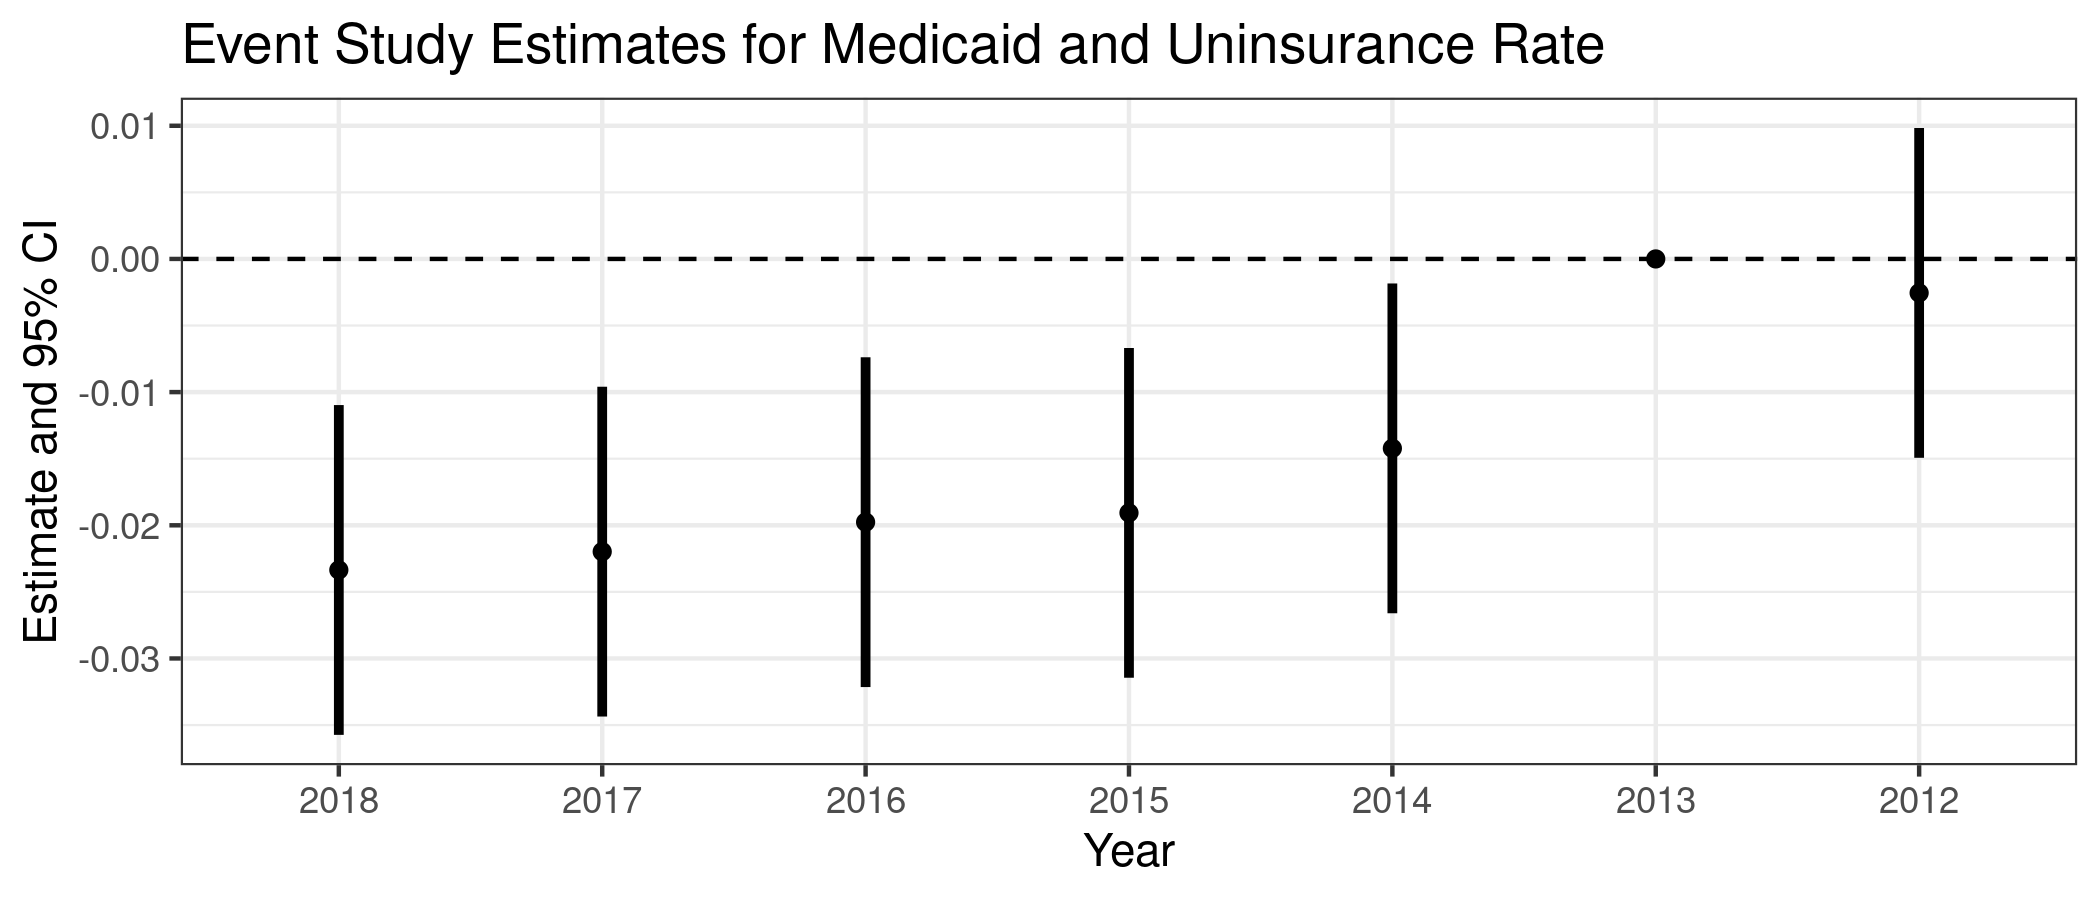 Event Study Estimates for Medicaid and Uninsurance Rate
Estimate and 95% CI
0.01
0.00
-0.01
-0.02
-0.03
2018 2017 2016 2015 2014 2013 2012
Year